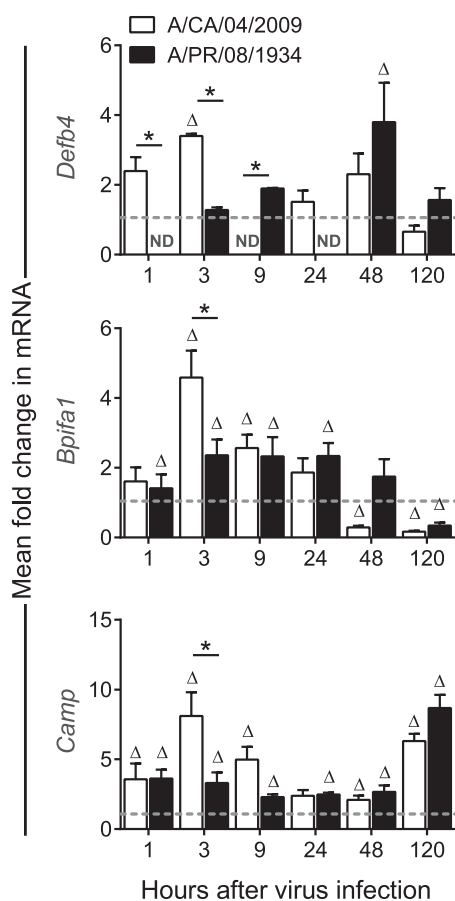 A/CA/04/2009
A/PR/08/1934
Mean fold change in mRNA
Defb4
6
4
2
0
*
Δ
*
*
Δ
ND
ND
ND
1 3 9 24 48 120
Bpifa1
6
4
2
0
*
Δ
Δ
Δ
Δ
Δ
Δ
Δ
Δ
Δ
1 3 9 24 48 120
Camp
15
10
5
0
*
Δ
Δ
Δ
Δ
Δ
Δ
Δ
Δ
Δ
Δ
Δ
1 3 9 24 48 120
Hours after virus infection